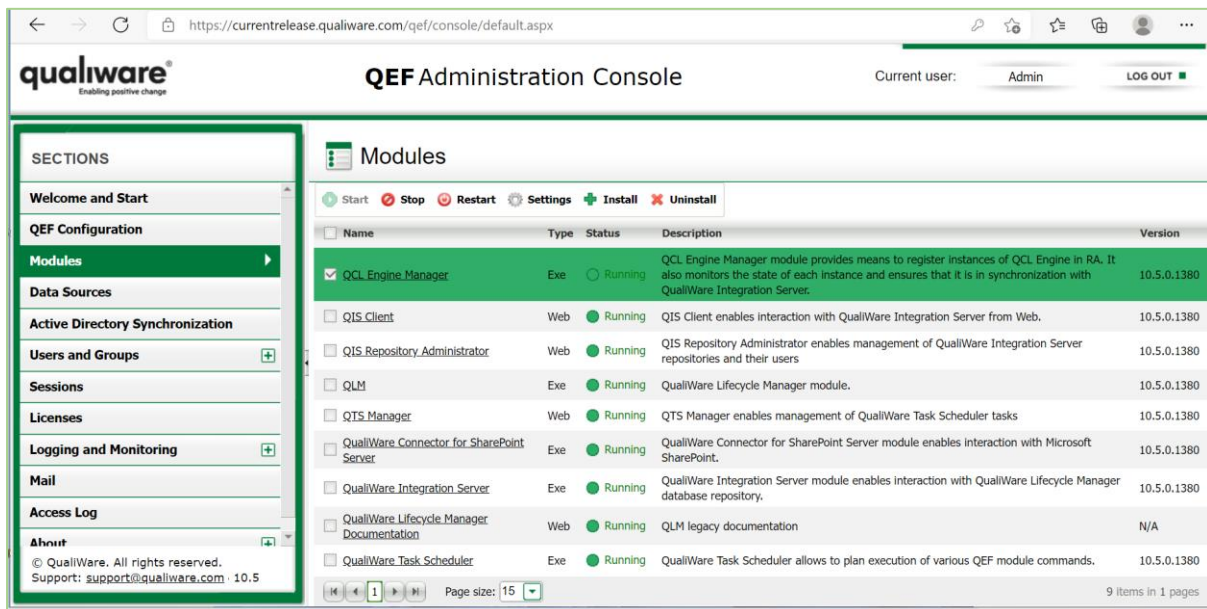 https://currentrelease.qualiware.com/qef/console/default.aspx
qualiware®
Enabling positive change
QEF Administration Console
Current user:
Admin
LOG OUT
SECTIONS
Welcome and Start
QEF Configuration
Modules
Data Sources
Active Directory Synchronization
Users and Groups
Sessions
Licenses
Logging and Monitoring
Mail
Access Log
About
© QualiWare. All rights reserved.
Support: support@qualiware.com · 10.5
Modules
Start Stop Restart Settings Install Uninstall
Name Type Status Description Version
QCL Engine Manager Exe Running QCL Engine Manager module provides means to register instances of QCL Engine in RA. It
also monitors the state of each instance and ensures that it is in synchronization with
QualiWare Integration Server. 10.5.0.1380
QIS Client Web Running QIS Client enables interaction with QualiWare Integration Server from Web. 10.5.0.1380
QIS Repository Administrator Web Running QIS Repository Administrator enables management of QualiWare Integration Server
repositories and their users 10.5.0.1380
QLM Exe Running QualiWare Lifecycle Manager module. 10.5.0.1380
QTS Manager Web Running QTS Manager enables management of QualiWare Task Scheduler tasks 10.5.0.1380
QualiWare Connector for SharePoint
Server Exe Running QualiWare Connector for SharePoint Server module enables interaction with Microsoft
SharePoint. 10.5.0.1380
QualiWare Integration Server Exe Running QualiWare Integration Server module enables interaction with QualiWare Lifecycle Manager
database repository. 10.5.0.1380
QualiWare Lifecycle Manager
Documentation Web Running QLM legacy documentation N/A
QualiWare Task Scheduler Exe Running QualiWare Task Scheduler allows to plan execution of various QEF module commands. 10.5.0.1380
1 Page size: 15 9 items in 1 pages